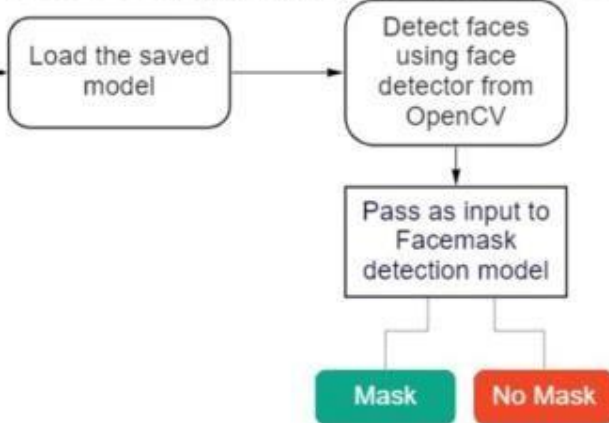 Load the saved
model
Detect faces
using face
detector from
OpenCV
Pass as input to
Facemask
detection model
Mask
No Mask